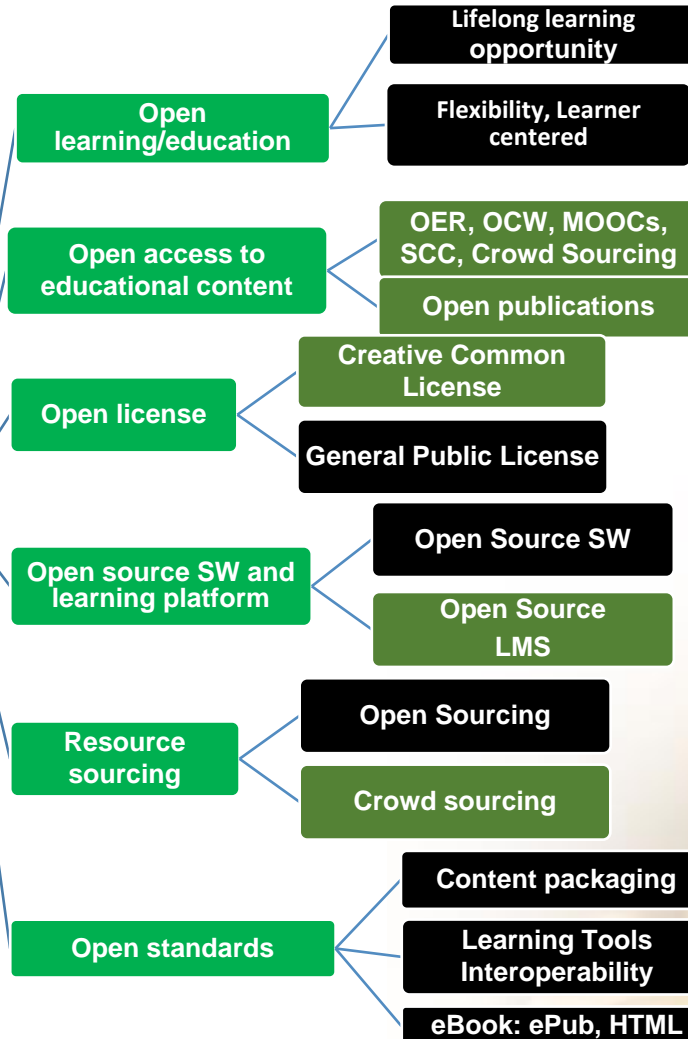 Lifelong learning
opportunity
Open
learning/education
Flexibility, Learner
centered
Open access to
educational content
OER, OCW, MOOCs,
SCC, Crowd Sourcing
Open publications
Open license
Creative Common
License
General Public License
Open source SW and
learning platform
Open Source SW
Open Source
LMS
Resource
sourcing
Open Sourcing
Crowd sourcing
Open standards
Content packaging
Learning Tools
Interoperability
eBook: ePub, HTML